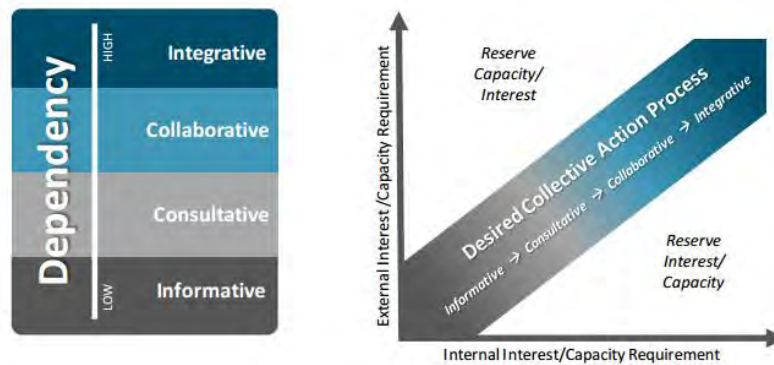 Dependency
HIGH
LOW
Integrative
Collaborative
Consultative
Informative
External Interest/Capacity Requirement
Reserve
Capacity/
Interest
Desired Collective Action Process
Informative → Consultative → Collaborative → Integrative
Reserve
Interest/
Capacity
Internal Interest/Capacity Requirement